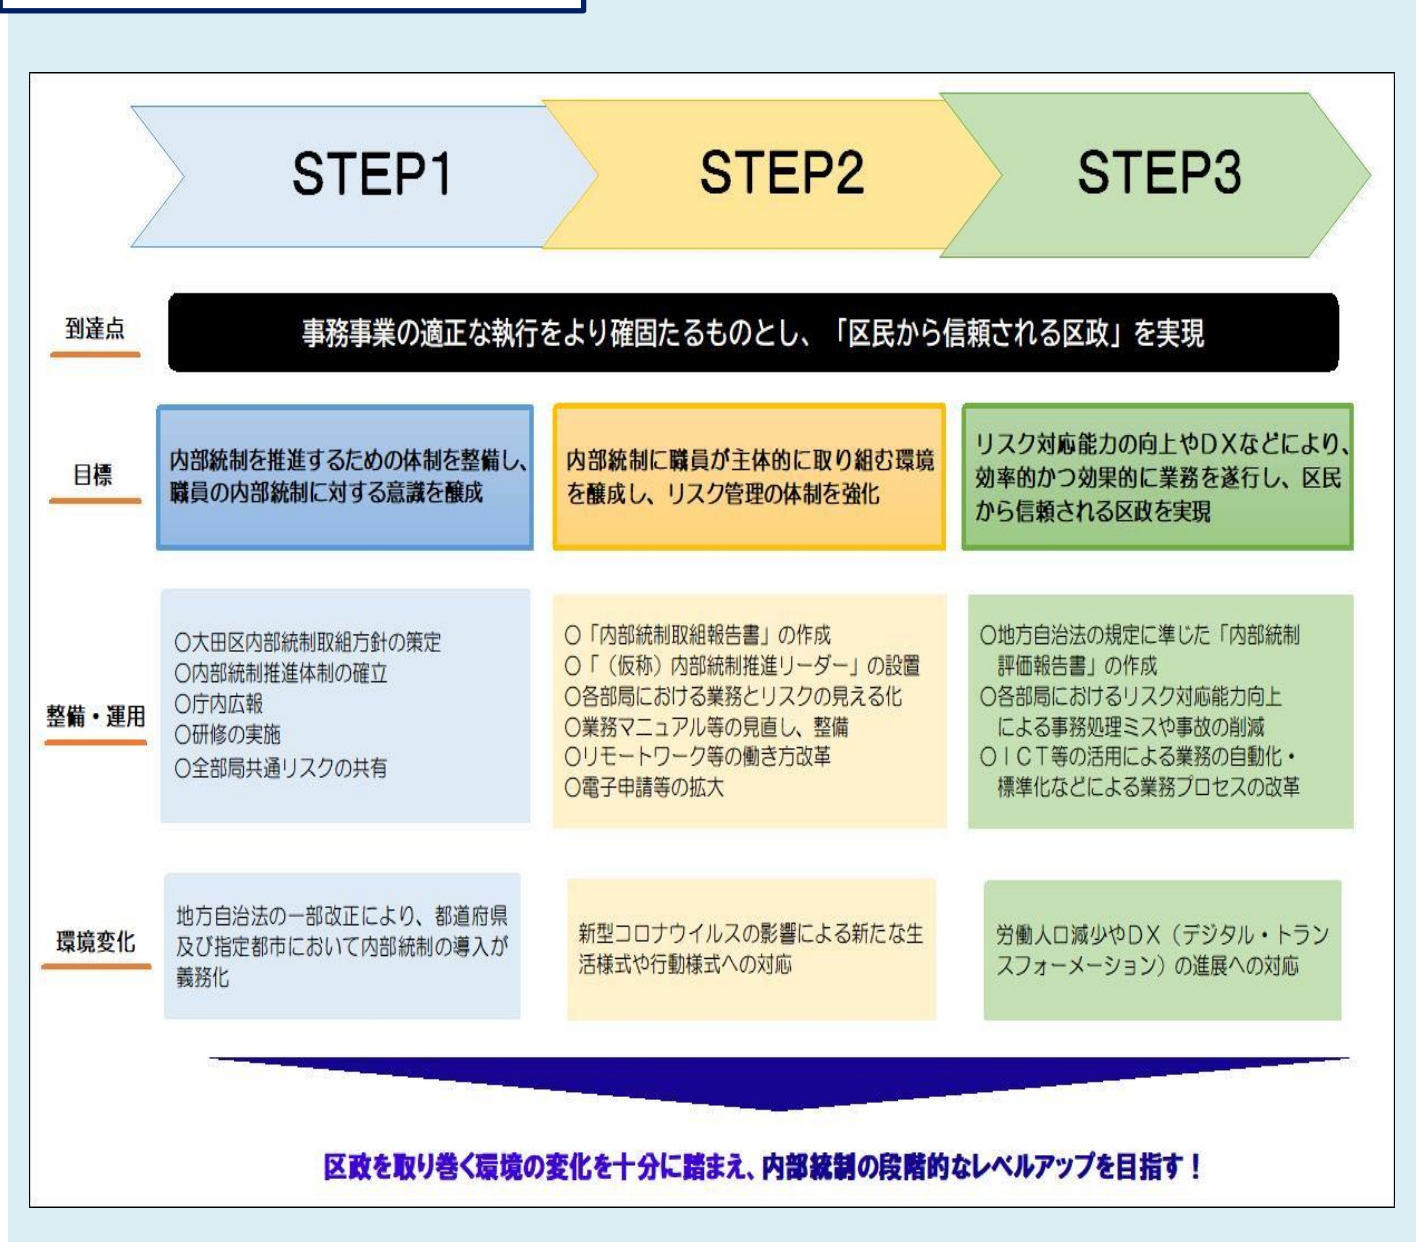 STEP1
STEP2
STEP3
到達点
事務事業の適正な執行をより確固たるものとし、「区民から信頼される区政」を実現
目標
内部統制を推進するための体制を整備し、
職員の内部統制に対する意識を醸成
内部統制に職員が主体的に取り組む環境
を醸成し、リスク管理の体制を強化
リスク対応能力の向上やDXなどにより、
効率的かつ効果的に業務を遂行し、区民
から信頼される区政を実現
整備・運用
〇大田区内部統制取組方針の策定
〇内部統制推進体制の確立
〇庁内広報
〇研修の実施
〇全部局共通リスクの共有
〇「内部統制取組報告書」の作成
〇「(仮称)内部統制推進リーダー」の設置
〇各部局における業務とリスクの見える化
〇業務マニュアル等の見直し、整備
〇リモートワーク等の働き方改革
〇電子申請等の拡大
〇地方自治法の規定に準じた「内部統制
評価報告書」の作成
〇各部局におけるリスク対応能力向上
による事務処理ミスや事故の削減
〇ICT等の活用による業務の自動化・
標準化などによる業務プロセスの改革
環境変化
地方自治法の一部改正により、都道府県
及び指定都市において内部統制の導入が
義務化
新型コロナウイルスの影響による新たな生
活様式や行動様式への対応
労働人口減少やDX(デジタル・トラン
スフォーメーション)の進展への対応
区政を取り巻く環境の変化を十分に踏まえ、内部統制の段階的なレベルアップを目指す!